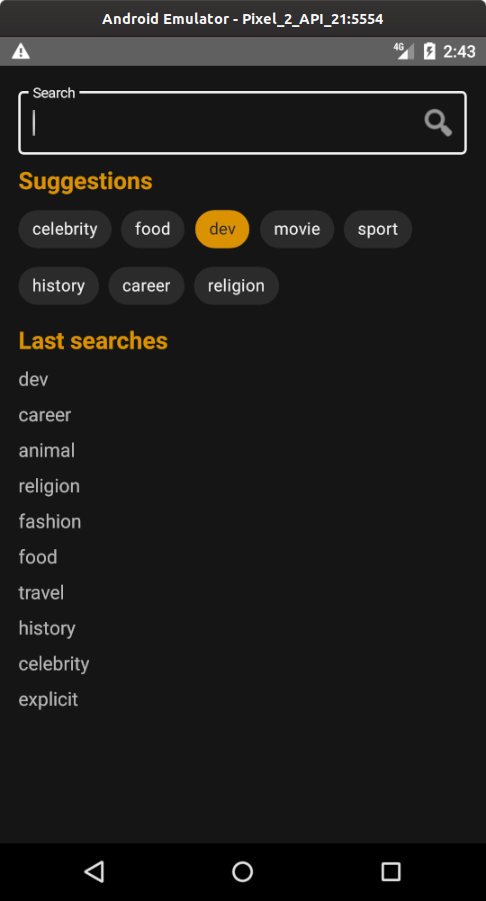 Android Emulator - Pixel_2_API_21:5554
4G 2:43
Search
Suggestions
celebrity food dev movie sport
history career religion
Last searches
dev
career
animal
religion
fashion
food
travel
history
celebrity
explicit